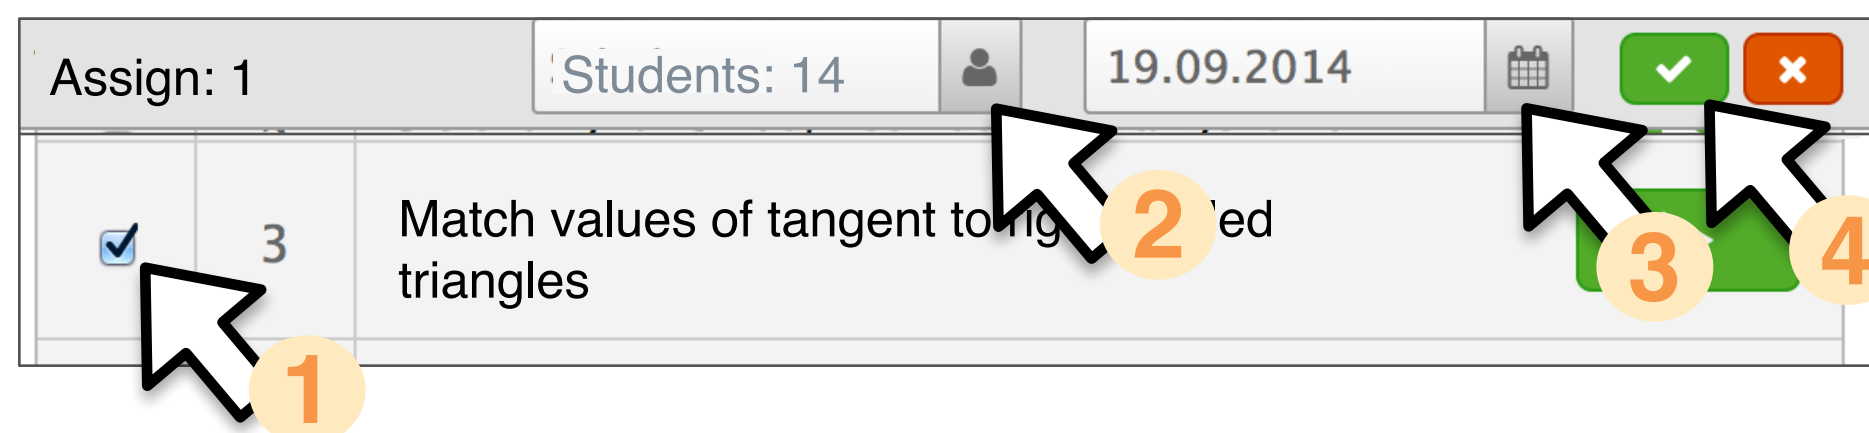 Assign: 1 Students: 14 19.09.2014
3 Match values of tangent to
triangles
1
2
3
4